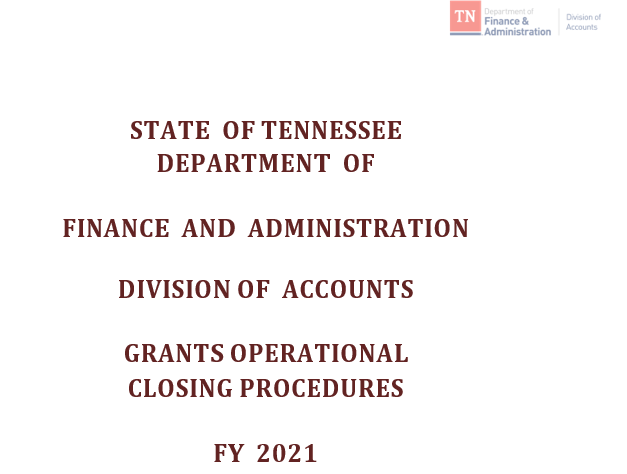 TN
Department of
Finance &
Administration
Division of
Accounts
STATE OF TENNESSEE
DEPARTMENT OF
FINANCE AND ADMINISTRATION
DIVISION OF ACCOUNTS
GRANTS OPERATIONAL
CLOSING PROCEDURES
FY 2021